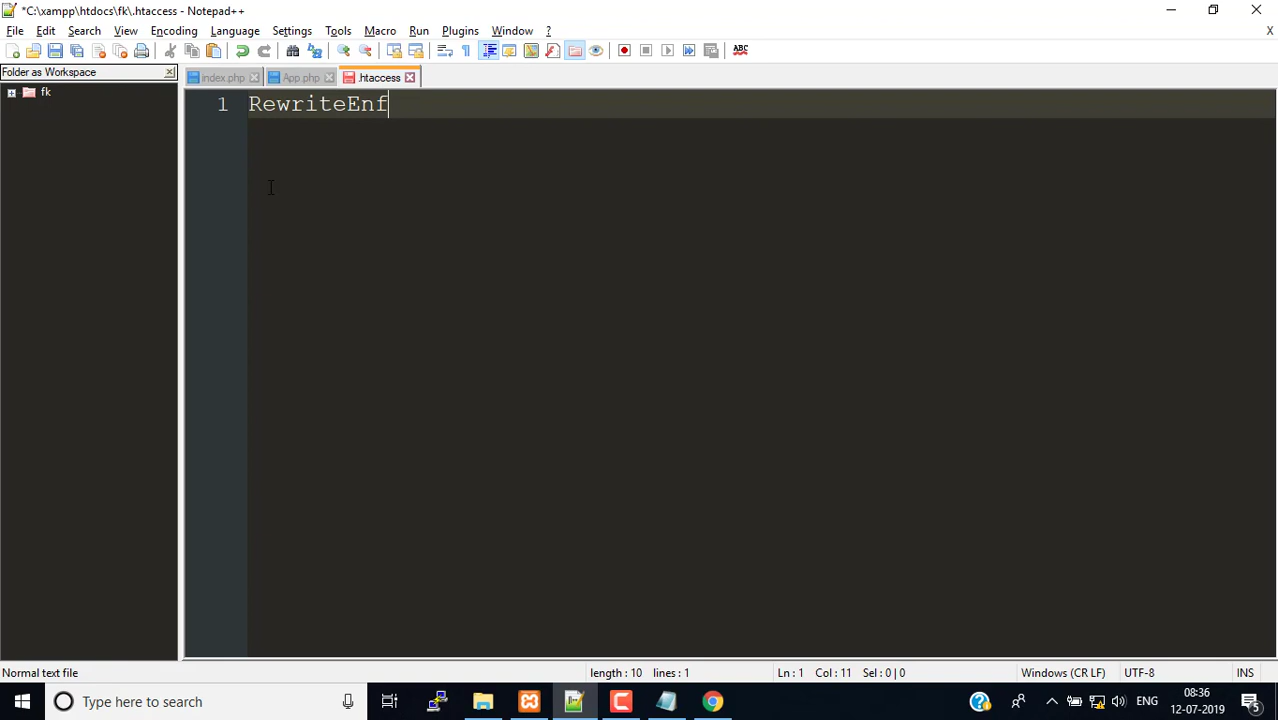 *C:\xampp\htdocs\fk\.htaccess - Notepad++
File Edit Search View Encoding Language Settings Tools Macro Run Plugins Window ? X
ABC
Folder as Workspace
index.php App.php .htaccess
fk
1 RewriteEnf
Normal text file length : 10 lines : 1 Ln : 1 Col : 11 Sel : 0 | 0 Windows (CR LF) UTF-8 INS
Type here to search
ENG
08:36
12-07-2019
5